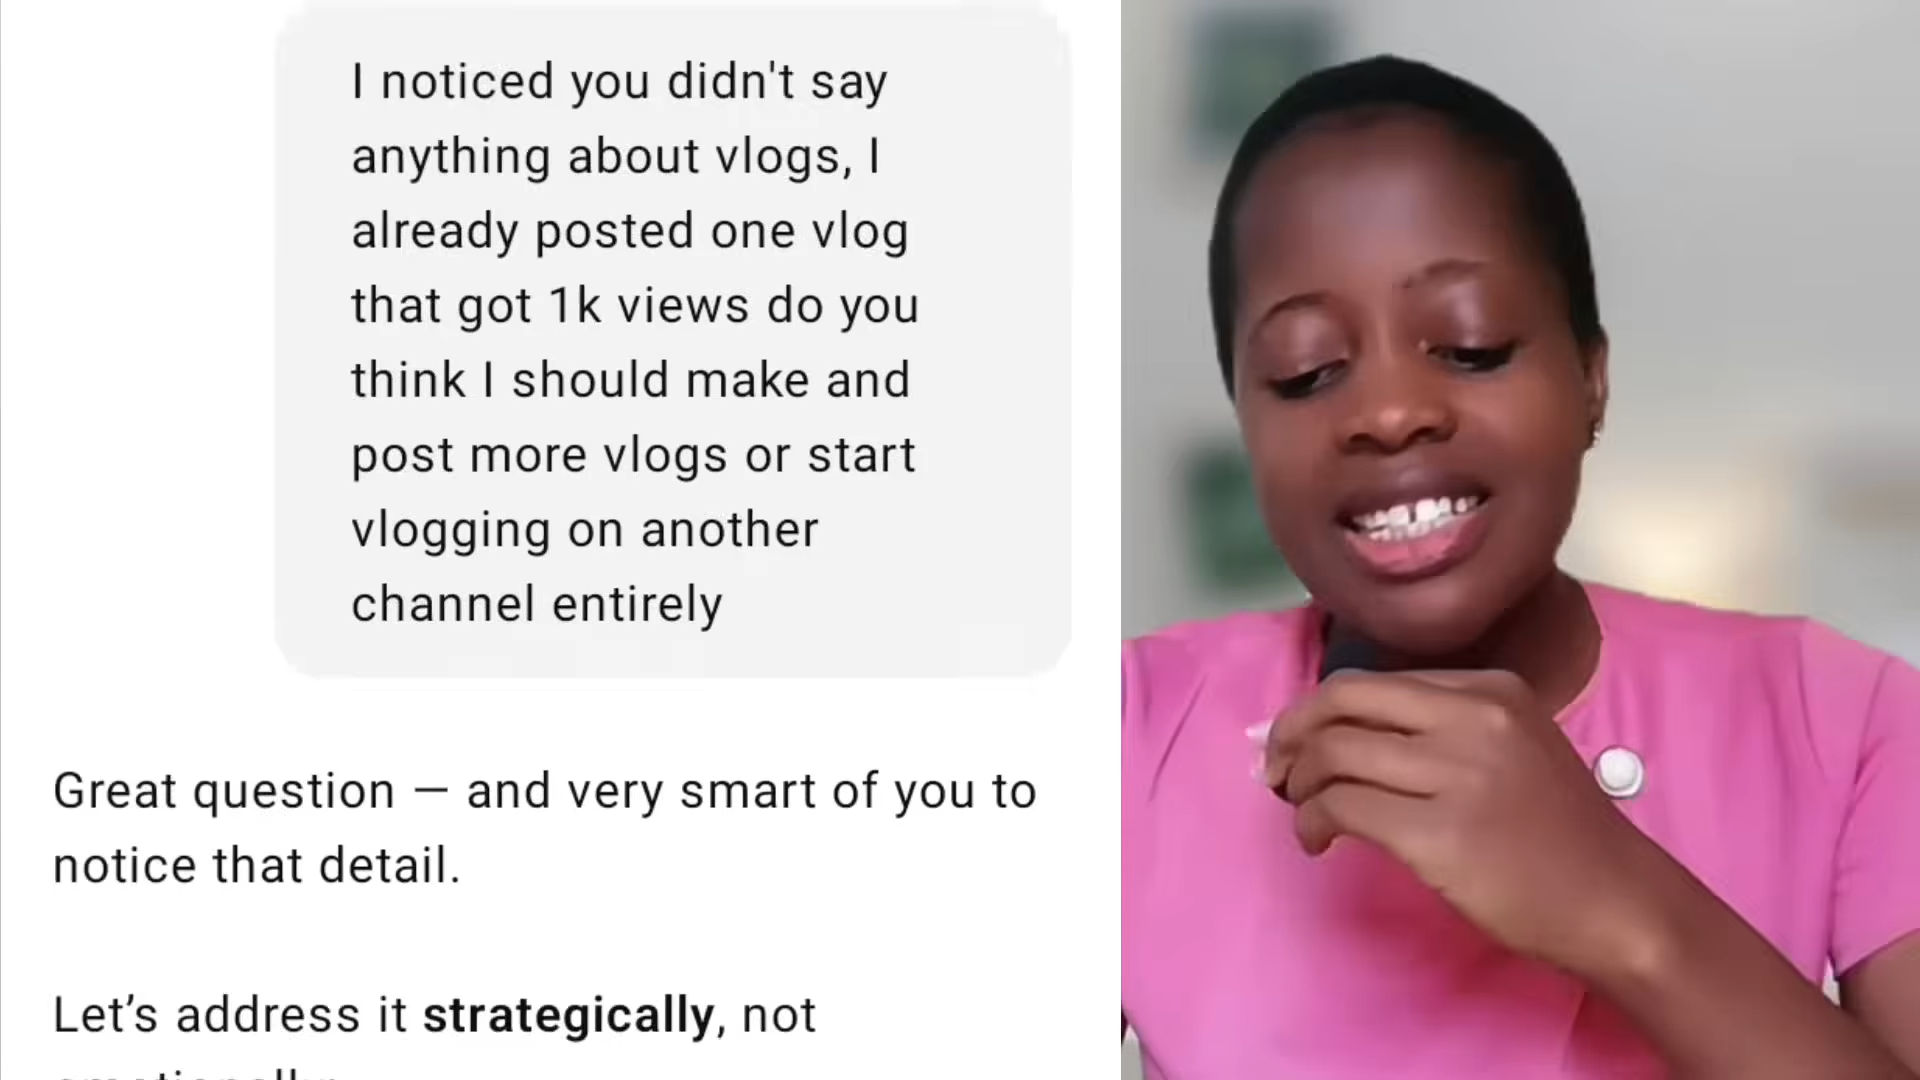 I noticed you didn't say
anything about vlogs, I
already posted one vlog
that got 1k views do you
think I should make and
post more vlogs or start
vlogging on another
channel entirely
Great question — and very smart of you to
notice that detail.
Let’s address it strategically, not